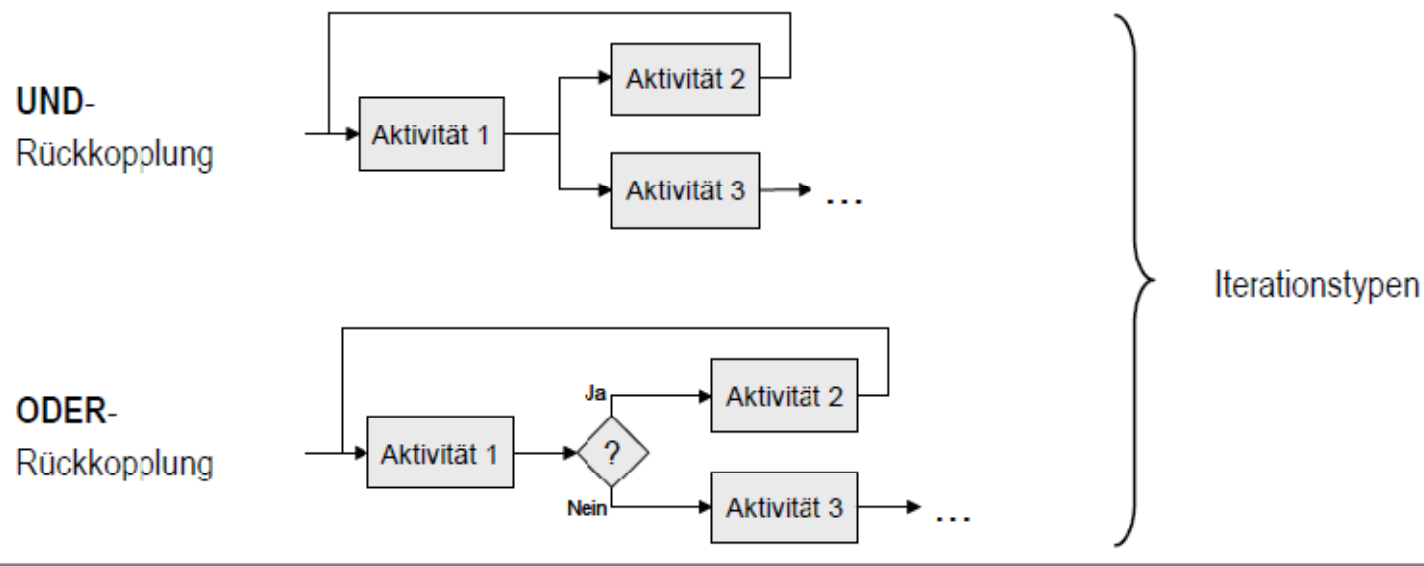 UND-
Rückkopplung
Aktivität 1
Aktivität 2
Aktivität 3
...
Iterationstypen
ODER-
Rückkopplung
Aktivität 1
?
Ja
Aktivität 2
Nein
Aktivität 3
...